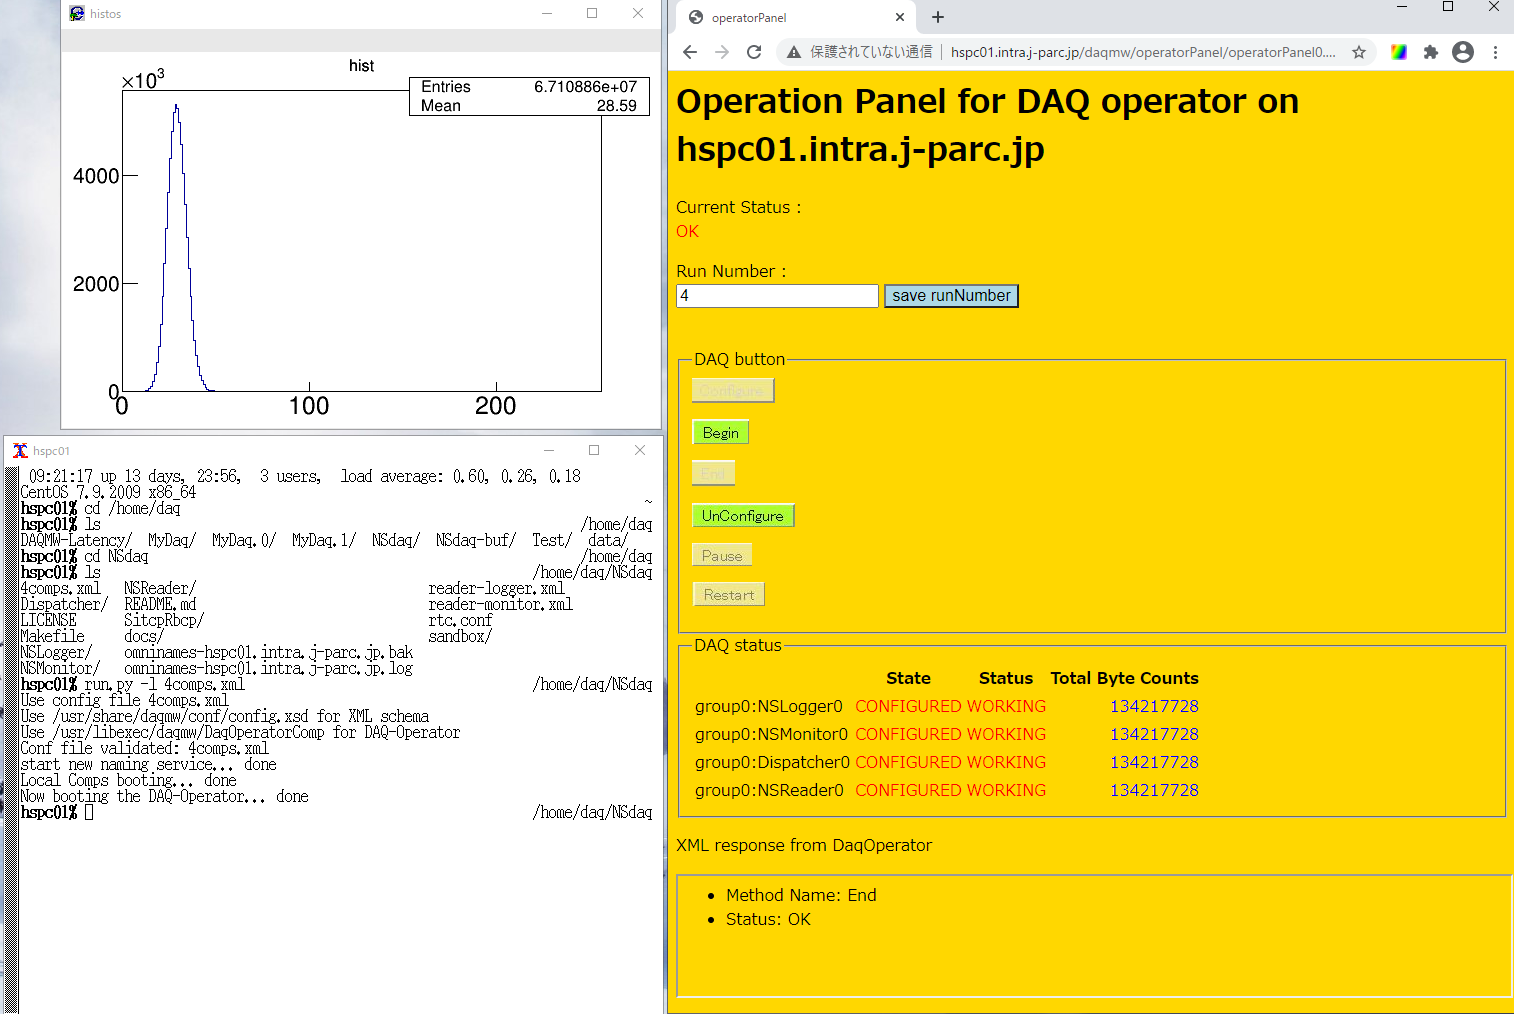 histos
hist
×10³
Entries 6.710886e+07
Mean 28.59
4000
2000
0
0 100 200
hspc01
09:21:17 up 13 days, 23:56,  3 users,  load average: 0.60, 0.26, 0.18
CentOS 7.9.2009 x86_64
hspc01% cd /home/daq ~
hspc01% ls /home/daq
DAQMW-Latency/  MyDaq/  MyDaq.0/  MyDaq.1/  NSdaq/  NSdaq-buf/  Test/  data/
hspc01% cd NSdaq /home/daq
hspc01% ls /home/daq/NSdaq
4comps.xml   NSReader/   reader-logger.xml
Dispatcher/  README.md   reader-monitor.xml
LICENSE      SitcpRbcp/   rtc.conf
Makefile     docs/   sandbox/
NSLogger/    omninames-hspc01.intra.j-parc.jp.bak
NSMonitor/   omninames-hspc01.intra.j-parc.jp.log
hspc01% run.py -l 4comps.xml /home/daq/NSdaq
Use config file 4comps.xml
Use /usr/share/daqmw/conf/config.xsd for XML schema
Use /usr/libexec/daqmw/DaqOperatorComp for DAQ-Operator
Conf file validated: 4comps.xml
start new naming service... done
Local Comps booting... done
Now booting the DAQ-Operator... done
hspc01% /home/daq/NSdaq
operatorPanel
保護されていない通信 | hspc01.intra.j-parc.jp/daqmw/operatorPanel/operatorPanel0....
Operation Panel for DAQ operator on
hspc01.intra.j-parc.jp
Current Status :
OK
Run Number :
4 save runNumber
DAQ button
Configure
Begin
End
UnConfigure
Pause
Restart
DAQ status
State Status Total Byte Counts
group0:NSLogger0 CONFIGURED WORKING 134217728
group0:NSMonitor0 CONFIGURED WORKING 134217728
group0:Dispatcher0 CONFIGURED WORKING 134217728
group0:NSReader0 CONFIGURED WORKING 134217728
XML response from DaqOperator
• Method Name: End
• Status: OK